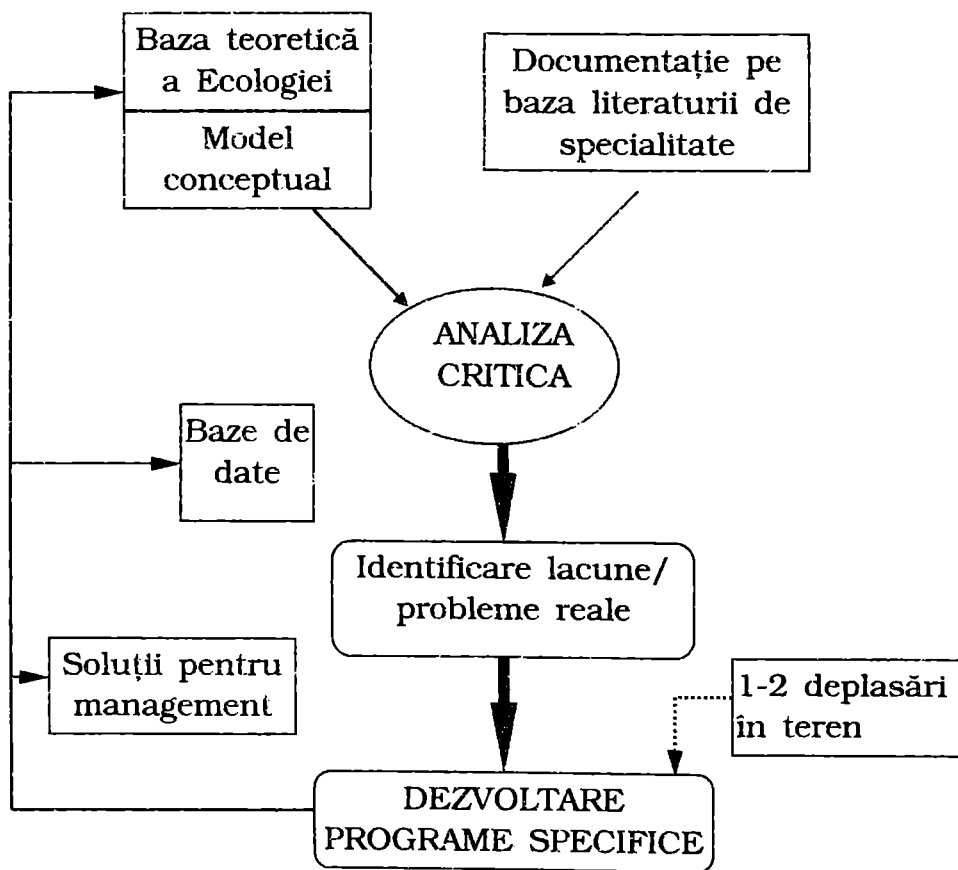 Baza teoretică
a Ecologiei
Model
conceptual
Documentație pe
baza literaturii de
specialitate
ANALIZA
CRITICA
Baze de
date
Identificare lacune/
probleme reale
Soluții pentru
management
1-2 deplasări
în teren
DEZVOLTARE
PROGRAME SPECIFICE